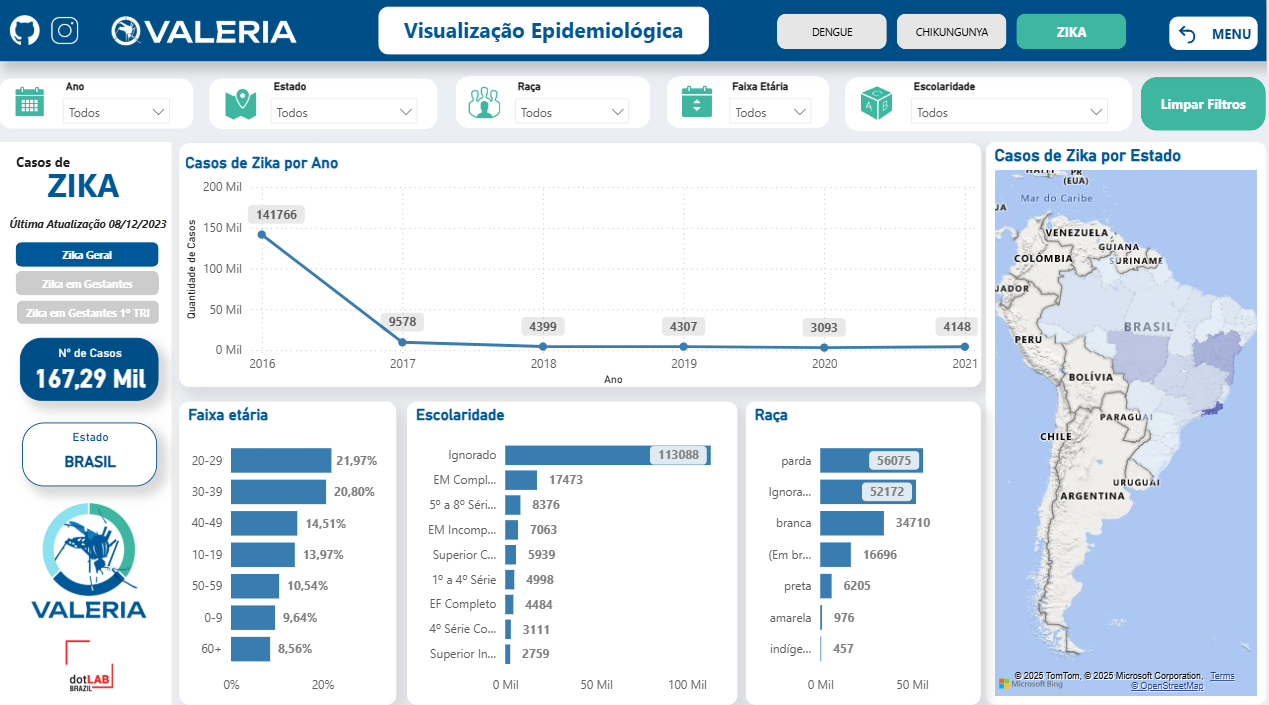 VALERIA
Visualização Epidemiológica
DENGUE
CHIKUNGUNYA
ZIKA
MENU
Ano
Todos
Estado
Todos
Raça
Todos
Faixa Etária
Todos
Escolaridade
Todos
Limpar Filtros
Casos de
ZIKA
Última Atualização 08/12/2023
Zika Geral
Zika em Gestantes
Zika em Gestantes 1º TRI
Nº de Casos
167,29 Mil
Estado
BRASIL
VALERIA
dotLAB
BRAZIL
Casos de Zika por Ano
Quantidade de Casos
200 Mil
150 Mil
100 Mil
50 Mil
0 Mil
141766
9578
4399
4307
3093
4148
2016
2017
2018
2019
2020
2021
Ano
Faixa etária
20-29 21,97%
30-39 20,80%
40-49 14,51%
10-19 13,97%
50-59 10,54%
0-9 9,64%
60+ 8,56%
0% 20%
Escolaridade
Ignorado 113088
EM Compl... 17473
5º a 8º Séri... 8376
EM Incomp... 7063
Superior C... 5939
1º a 4º Série 4998
EF Completo 4484
4º Série Co... 3111
Superior In... 2759
0 Mil 50 Mil 100 Mil
Raça
parda 56075
Ignora... 52172
branca 34710
(Em br... 16696
preta 6205
amarela 976
indíge... 457
0 Mil 50 Mil
Casos de Zika por Estado
HAITI PR
(EUA)
UA
Mar do Caribe
VENEZUELA
GUIANA
COLÔMBIA
SURINAME
UADOR
BRASIL
PERU
BOLÍVIA
PARAGUAI
CHILE
URUGUAI
ARGENTINA
© 2025 TomTom, © 2025 Microsoft Corporation, Terms
Microsoft Bing
© OpenStreetMap